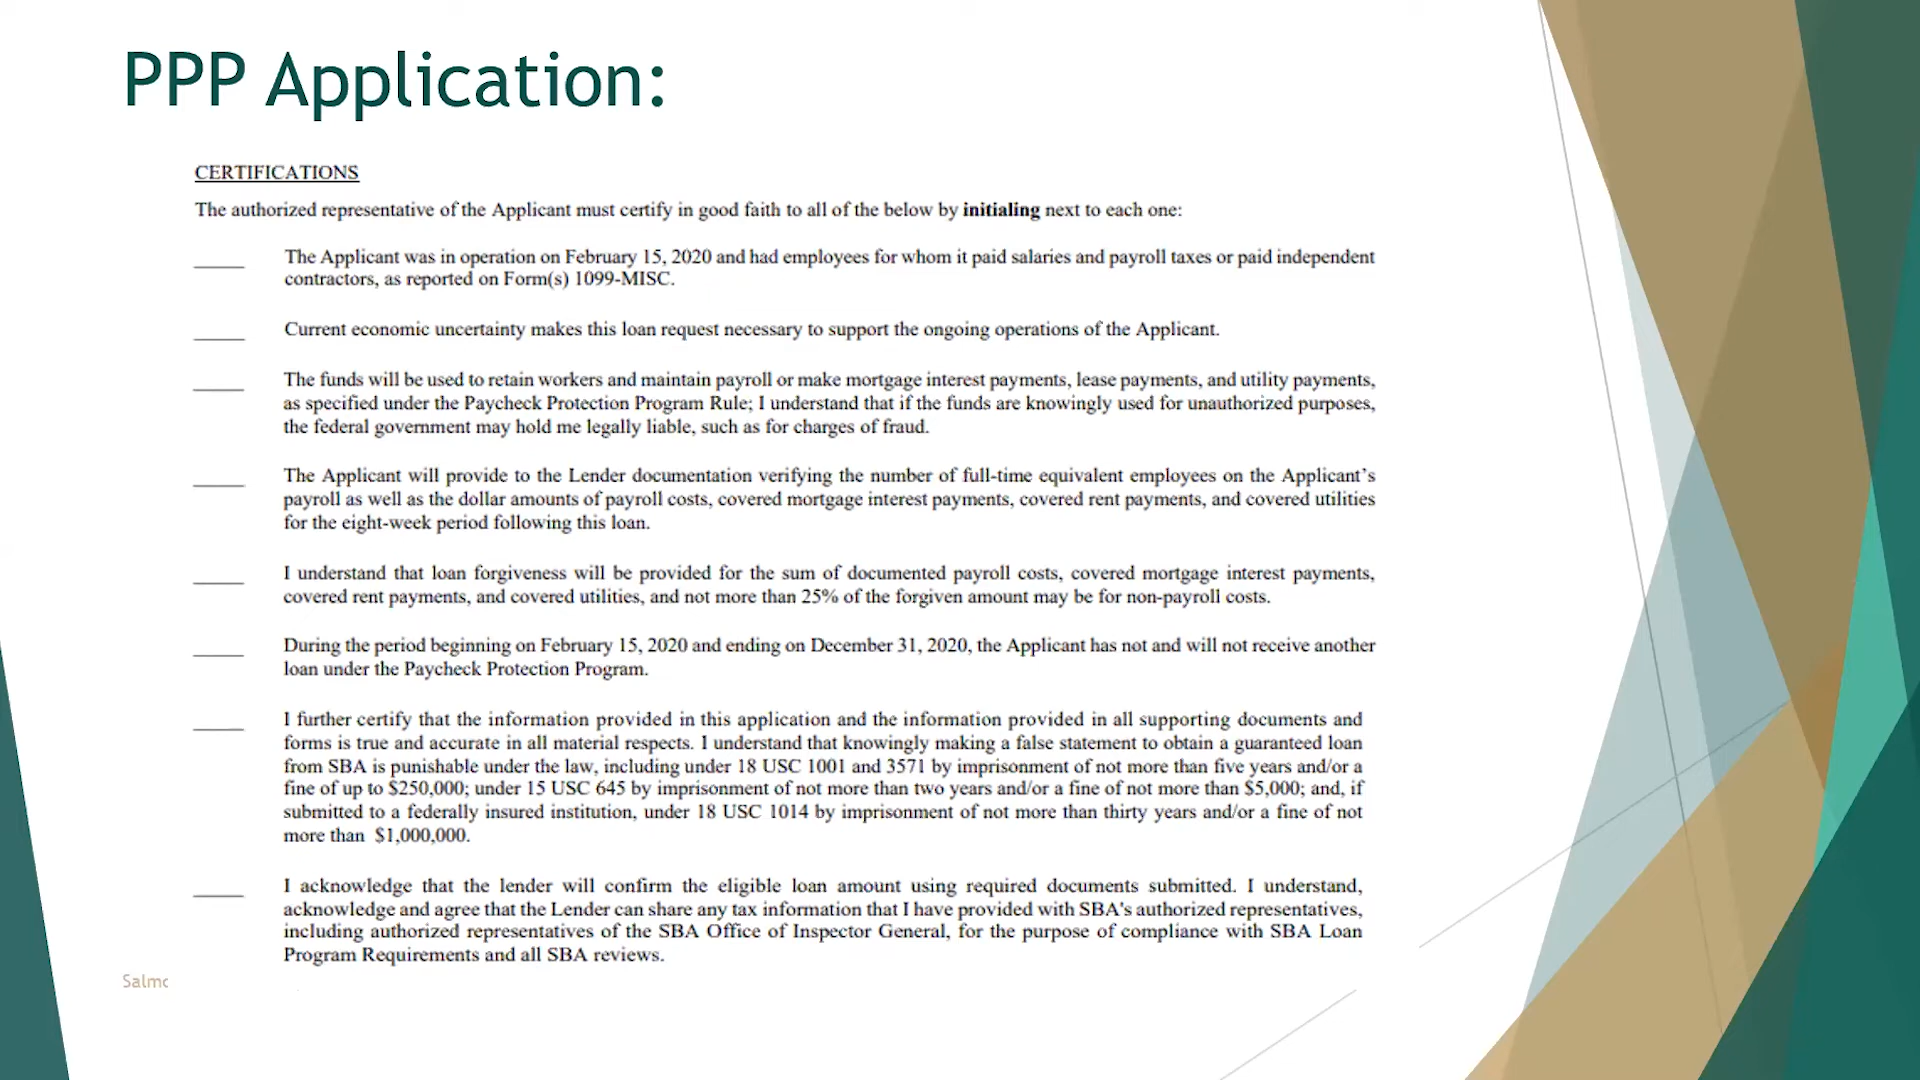 PPP Application:
CERTIFICATIONS
The authorized representative of the Applicant must certify in good faith to all of the below by initialing next to each one:
The Applicant was in operation on February 15, 2020 and had employees for whom it paid salaries and payroll taxes or paid independent
contractors, as reported on Form(s) 1099-MISC.
Current economic uncertainty makes this loan request necessary to support the ongoing operations of the Applicant.
The funds will be used to retain workers and maintain payroll or make mortgage interest payments, lease payments, and utility payments,
as specified under the Paycheck Protection Program Rule; I understand that if the funds are knowingly used for unauthorized purposes,
the federal government may hold me legally liable, such as for charges of fraud.
The Applicant will provide to the Lender documentation verifying the number of full-time equivalent employees on the Applicant's
payroll as well as the dollar amounts of payroll costs, covered mortgage interest payments, covered rent payments, and covered utilities
for the eight-week period following this loan.
I understand that loan forgiveness will be provided for the sum of documented payroll costs, covered mortgage interest payments,
covered rent payments, and covered utilities, and not more than 25% of the forgiven amount may be for non-payroll costs.
During the period beginning on February 15, 2020 and ending on December 31, 2020, the Applicant has not and will not receive another
loan under the Paycheck Protection Program.
I further certify that the information provided in this application and the information provided in all supporting documents and
forms is true and accurate in all material respects. I understand that knowingly making a false statement to obtain a guaranteed loan
from SBA is punishable under the law, including under 18 USC 1001 and 3571 by imprisonment of not more than five years and/or a
fine of up to $250,000; under 15 USC 645 by imprisonment of not more than two years and/or a fine of not more than $5,000; and, if
submitted to a federally insured institution, under 18 USC 1014 by imprisonment of not more than thirty years and/or a fine of not
more than $1,000,000.
I acknowledge that the lender will confirm the eligible loan amount using required documents submitted. I understand,
acknowledge and agree that the Lender can share any tax information that I have provided with SBA's authorized representatives,
including authorized representatives of the SBA Office of Inspector General, for the purpose of compliance with SBA Loan
Program Requirements and all SBA reviews.